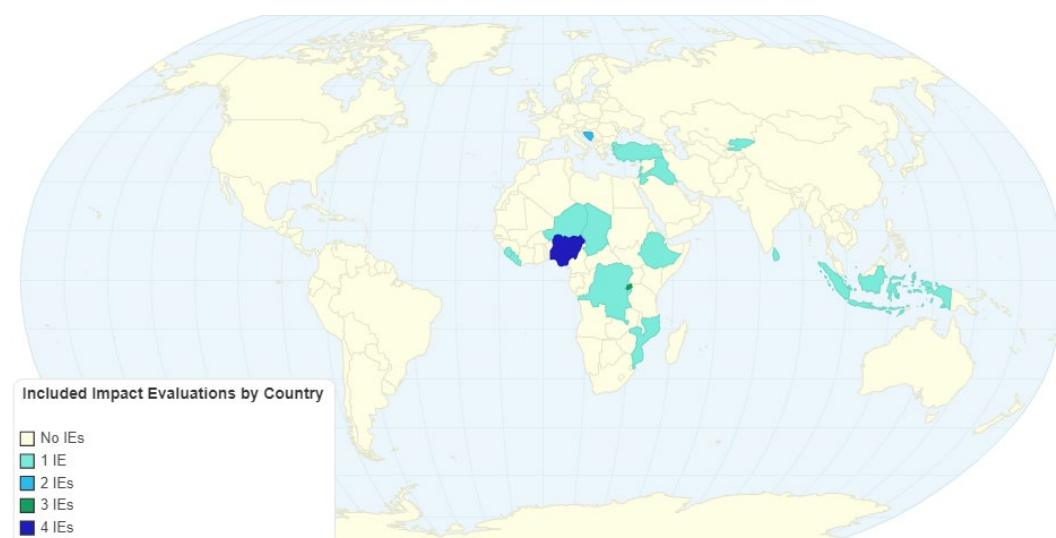 Included Impact Evaluations by Country
No IEs
1 IE
2 IEs
3 IEs
4 IEs